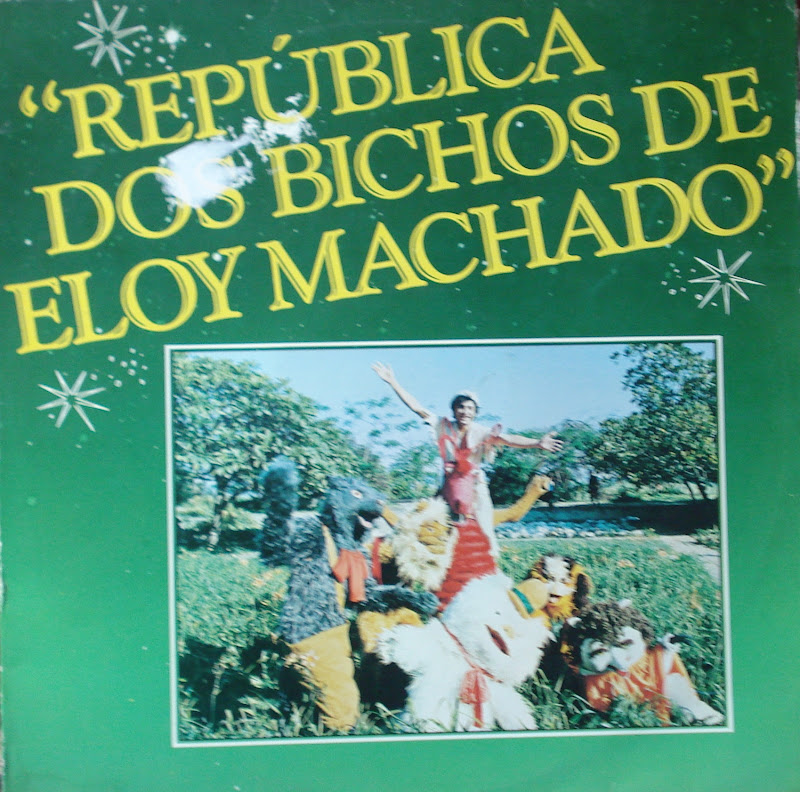 "REPÚBLICA
DOS BICHOS DE
ELOY MACHADO"